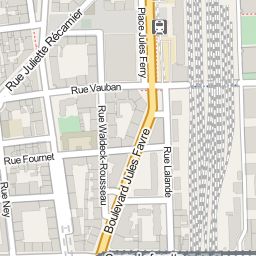 Place Jules Ferry
Rue Juliette Récamier
Rue Vauban
Rue Waldeck-Rousseau
Boulevard Jules Favre
Rue Fournet
Rue Lalande
Rue Ney